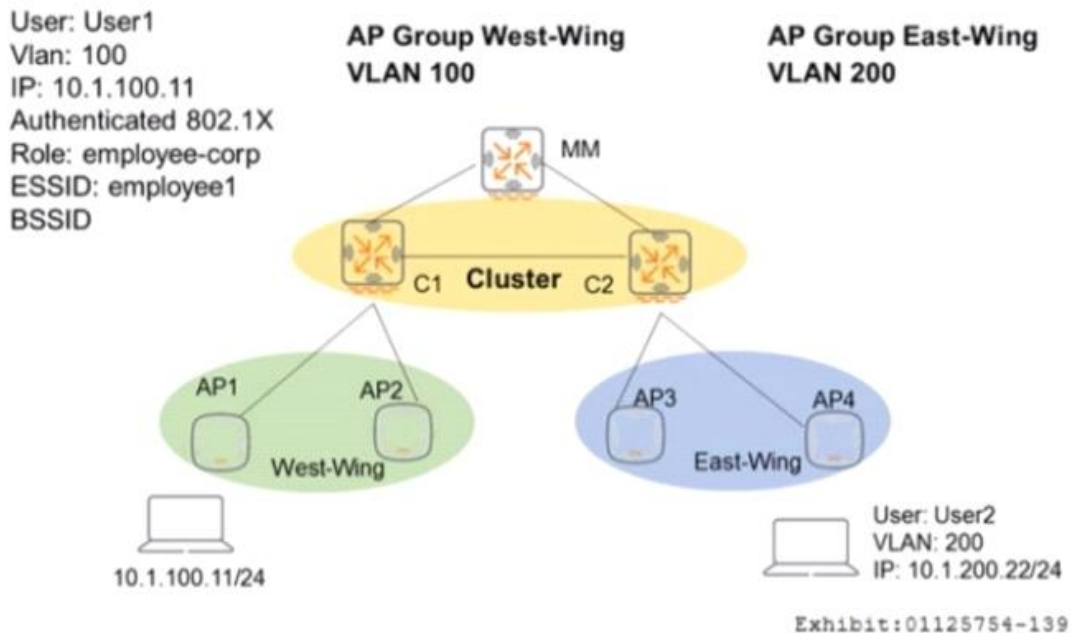 User: User1
Vlan: 100
IP: 10.1.100.11
Authenticated 802.1X
Role: employee-corp
ESSID: employee1
BSSID
AP Group West-Wing
VLAN 100
AP Group East-Wing
VLAN 200
MM
C1
Cluster
C2
AP1
AP2
West-Wing
AP3
AP4
East-Wing
10.1.100.11/24
User: User2
VLAN: 200
IP: 10.1.200.22/24
Exhibit:01125754-139